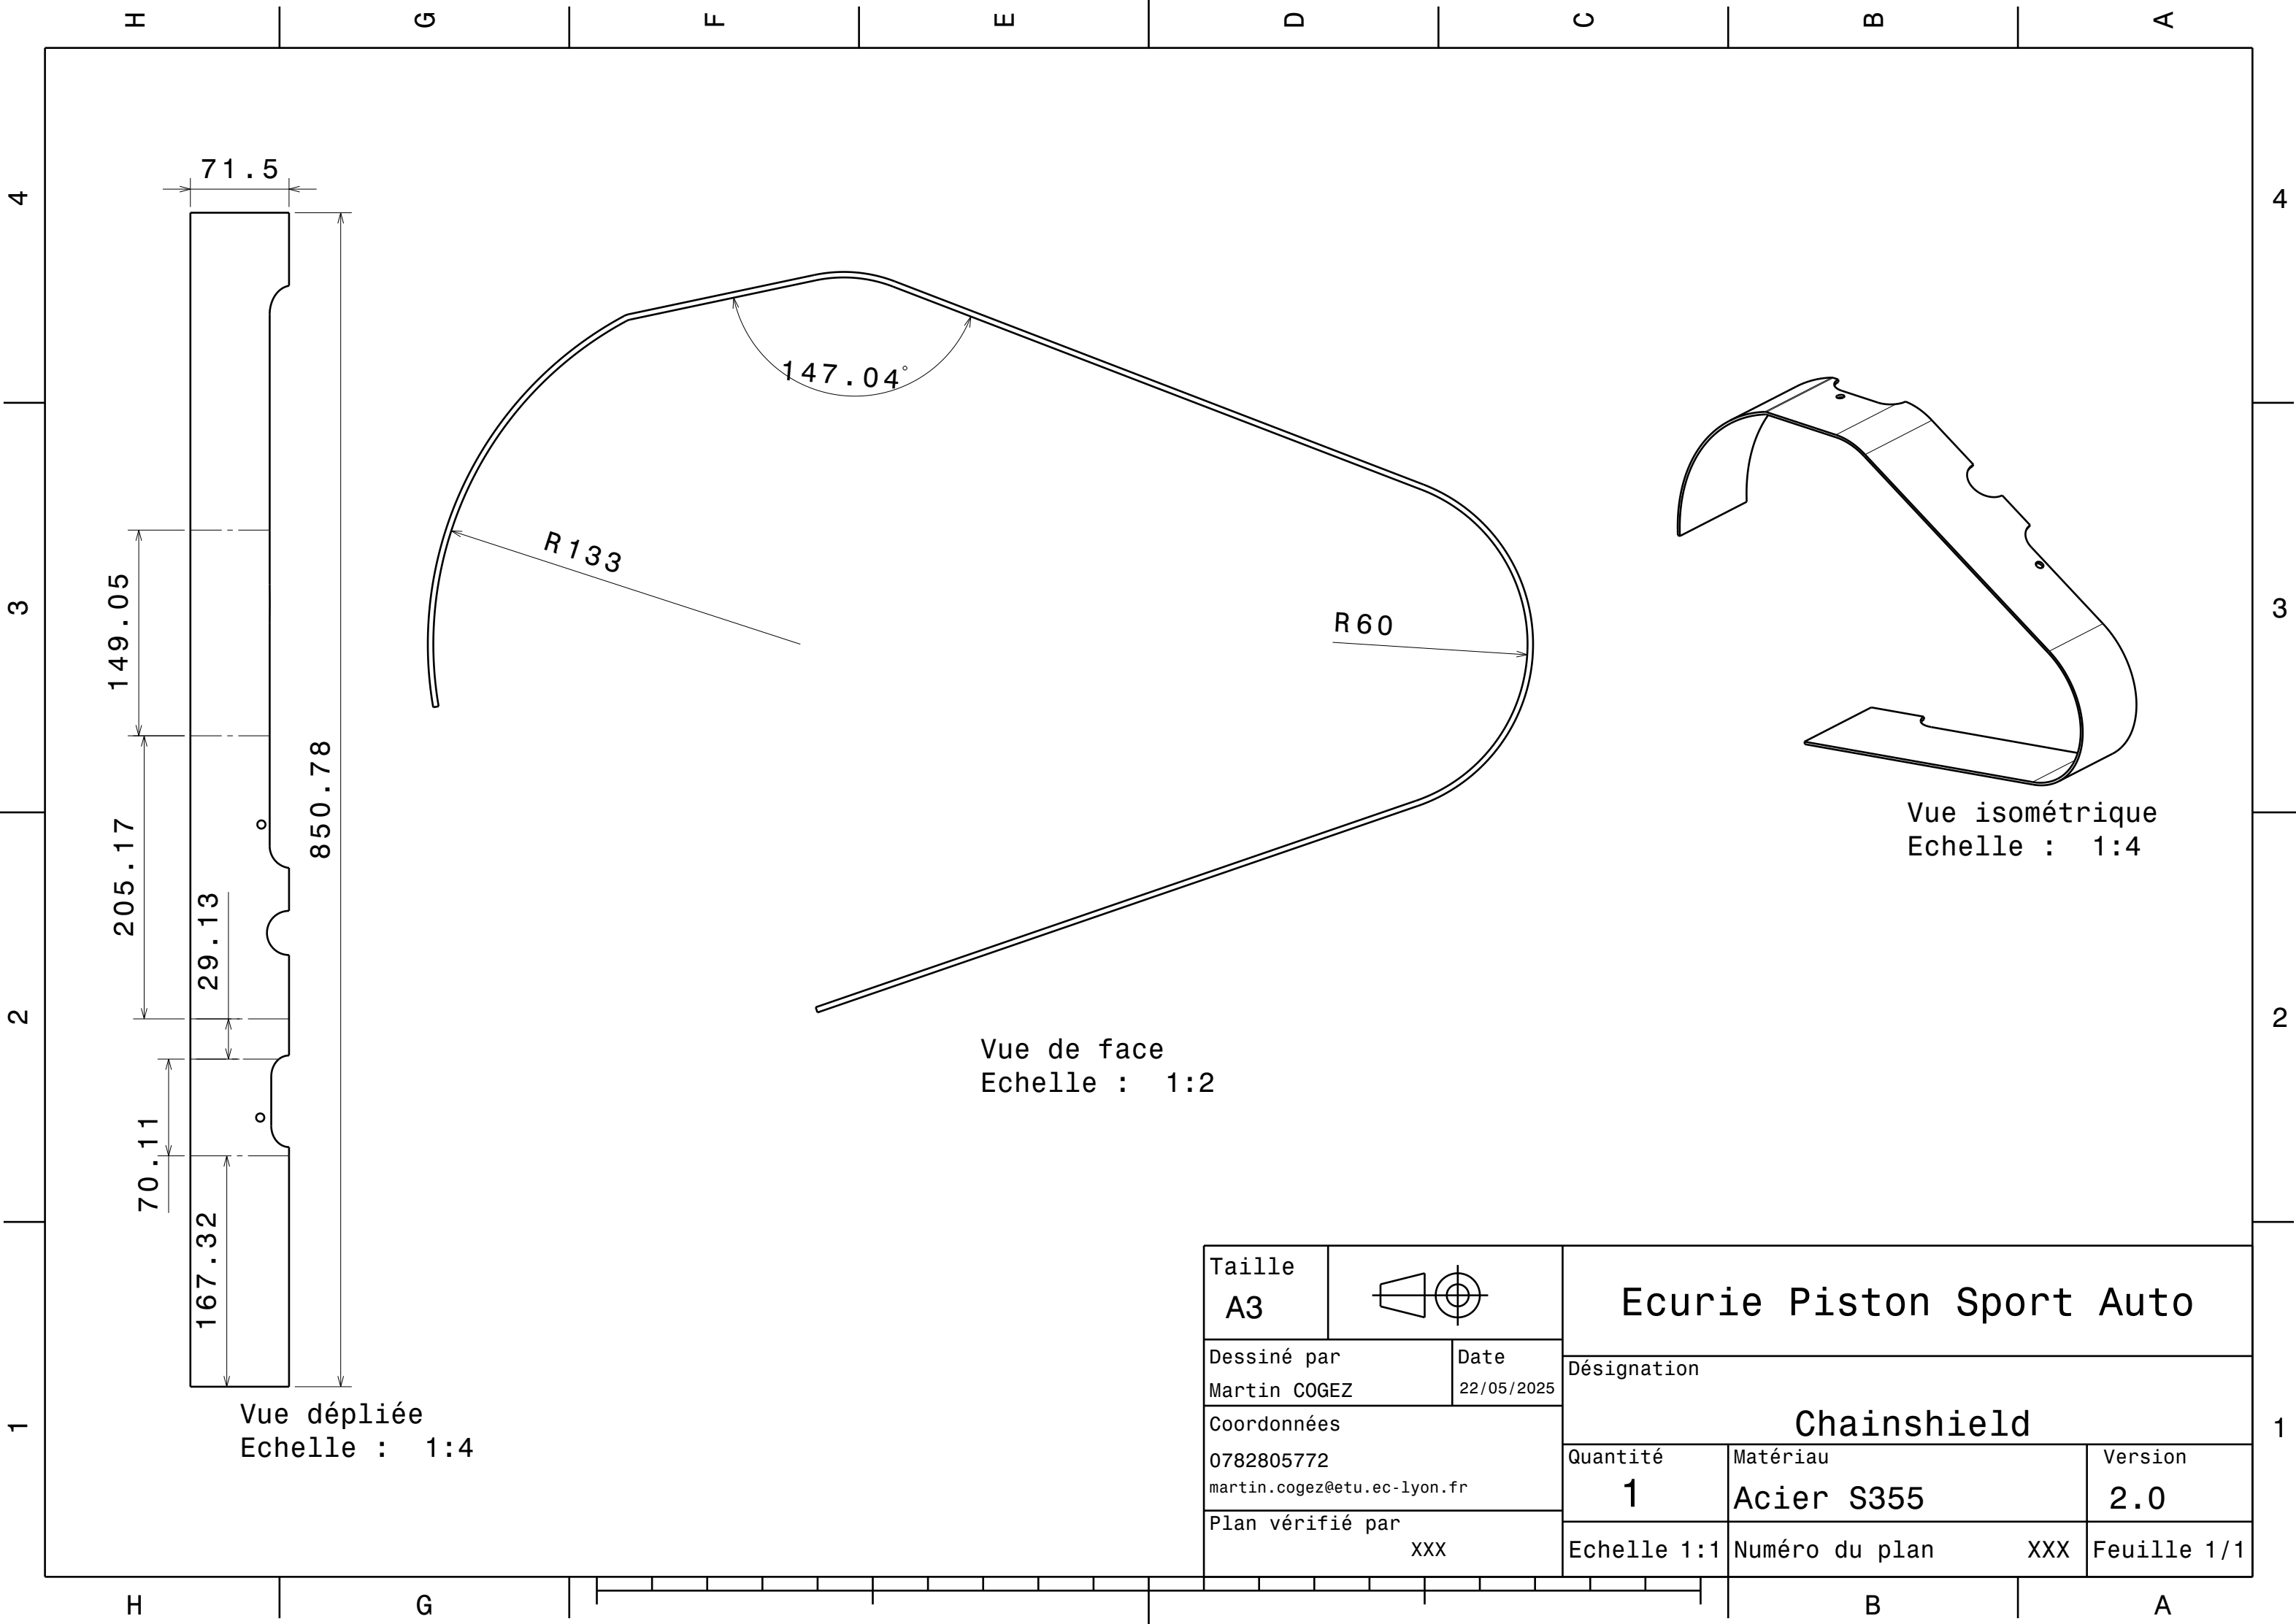 H G F E D C B A
4 4
71.5
147.04°
R133
3 3
149.05
R60
850.78
205.17
Vue isométrique
Echelle : 1:4
29.13
2 2
Vue de face
Echelle : 1:2
70.11
167.32
Vue dépliée
Echelle : 1:4
1 1
Taille
A3
Ecurie Piston Sport Auto
Dessiné par
Martin COGEZ
Date
22/05/2025
Désignation
Chainshield
Coordonnées
0782805772
martin.cogez@etu.ec-lyon.fr
Quantité
1
Matériau
Acier S355
Version
2.0
Plan vérifié par
XXX
Echelle 1:1
Numéro du plan XXX
Feuille 1/1
H G B A